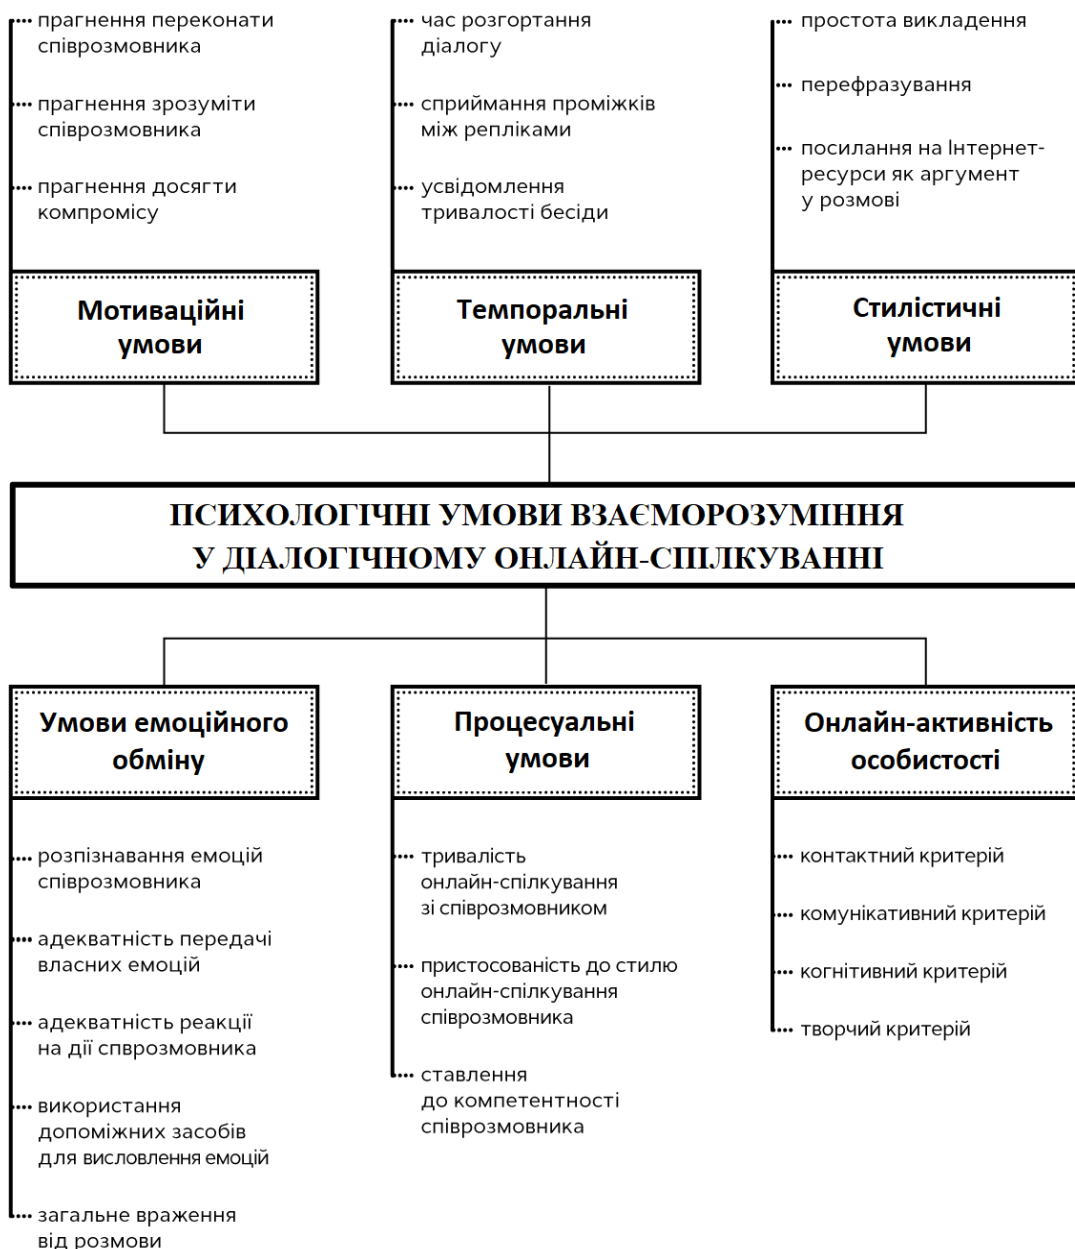 прагнення переконати
співрозмовника
прагнення зрозуміти
співрозмовника
прагнення досягти
компромісу
Мотиваційні
умови
час розгортання
діалогу
сприймання проміжків
між репліками
усвідомлення
тривалості бесіди
Темпоральні
умови
простота викладення
перефразування
посилання на Інтернет-
ресурси як аргумент
у розмові
Стилістичні
умови
ПСИХОЛОГІЧНІ УМОВИ ВЗАЄМОРОЗУМІННЯ
У ДІАЛОГІЧНОМУ ОНЛАЙН-СПІЛКУВАННІ
Умови емоційного
обміну
розпізнавання емоцій
співрозмовника
адекватність передачі
власних емоцій
адекватність реакції
на дії спврозмовника
використання
допоміжних засобів
для висловлення емоцій
загальне враження
від розмови
Процесуальні
умови
тривалість
онлайн-спілкування
зі співрозмовником
пристосованість до стилю
онлайн-спілкування
співрозмовника
ставлення
до компетентності
співрозмовника
Онлайн-активність
особистості
контактний критерій
комунікативний критерій
когнітивний критерій
творчий критерій